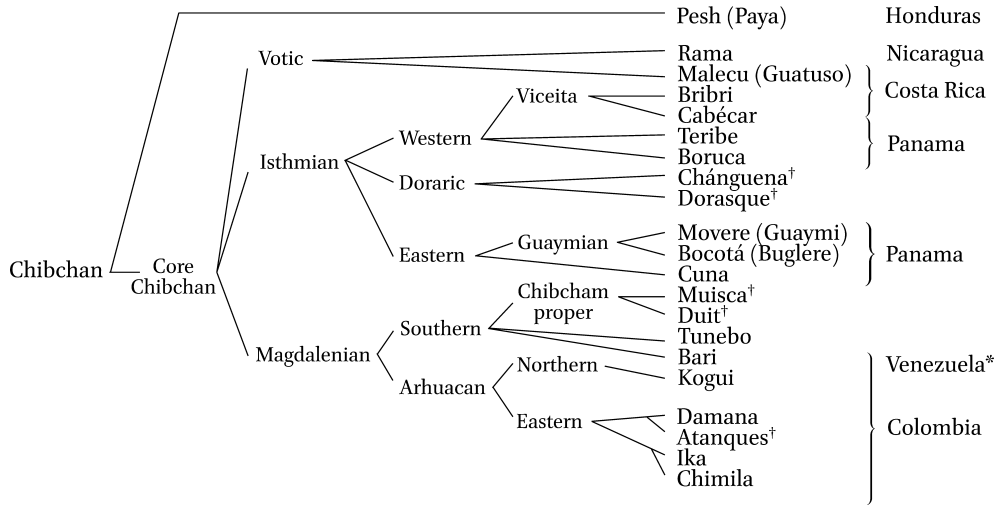 Pesh (Paya) Honduras
Votic Rama Nicaragua
Malecu (Guatuso)
Viceita Bribri Costa Rica
Cabécar
Western Teribe Panama
Boruca
Isthmian
Doraric Chánguena†
Dorasque†
Movere (Guaymi)
Guaymian Bocotá (Buglere) Panama
Eastern Cuna
Chibchan Core
Chibchan
Chibcham Muisca†
proper Duit†
Southern Tunebo
Magdalenian Bari
Northern Kogui Venezuela*
Arhuacan
Eastern Damana Colombia
Atanques†
Ika
Chimila